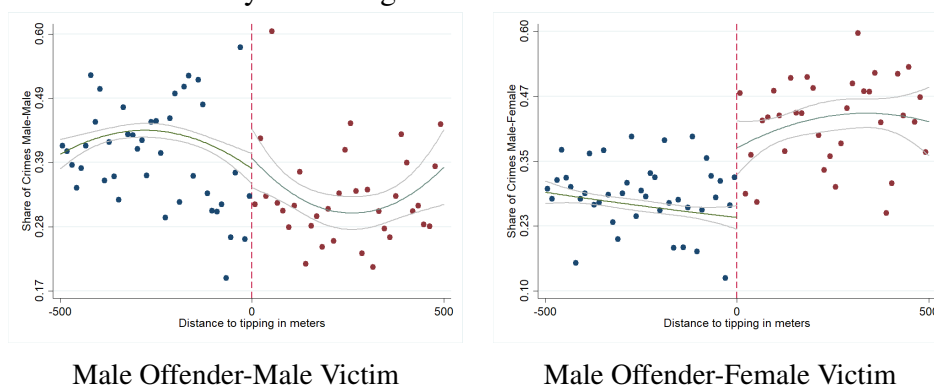 Share of Crimes Male-Male
0.60
0.49
0.39
0.28
0.17
-500
0
500
Distance to tipping in meters
Share of Crimes Male-Female
0.60
0.47
0.35
0.23
0.10
-500
0
500
Distance to tipping in meters
Male Offender-Male Victim
Male Offender-Female Victim